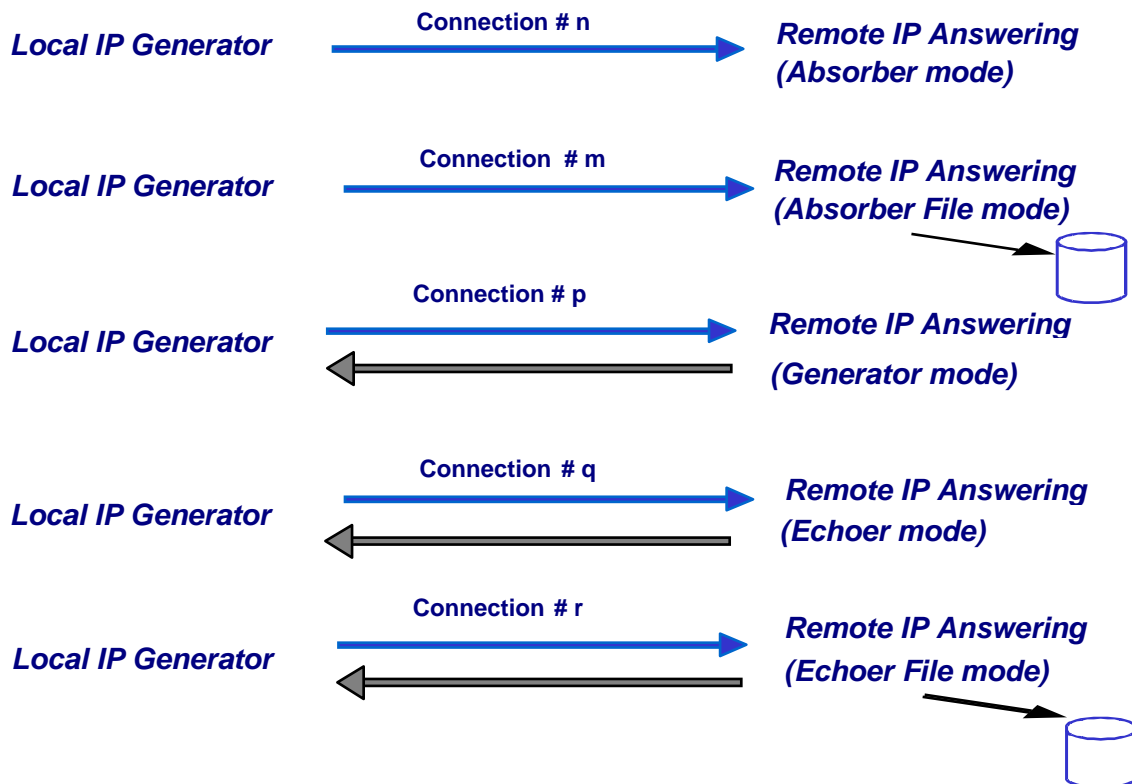 Connection # n
Local IP Generator
Remote IP Answering
(Absorber mode)
Connection # m
Local IP Generator
Remote IP Answering
(Absorber File mode)
Connection # p
Local IP Generator
Remote IP Answering
(Generator mode)
Connection # q
Local IP Generator
Remote IP Answering
(Echoer mode)
Connection # r
Local IP Generator
Remote IP Answering
(Echoer File mode)